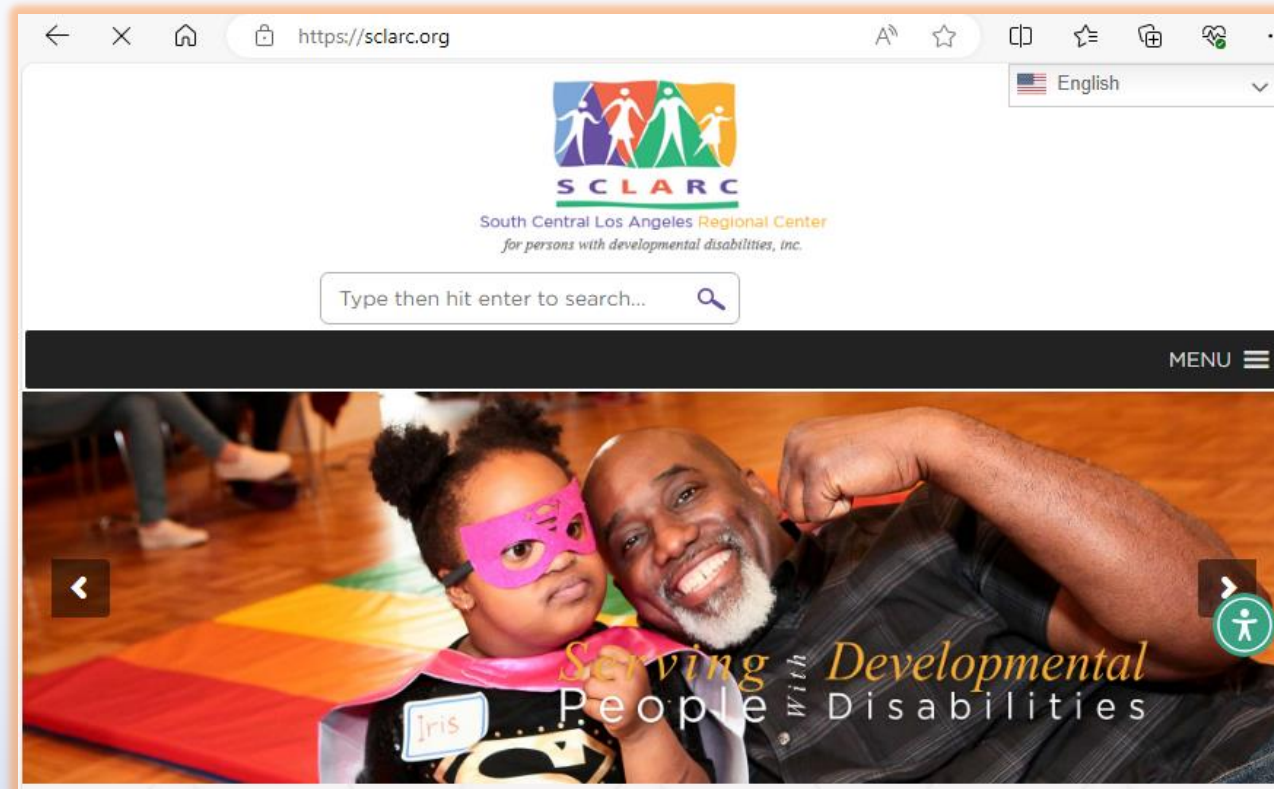 https://sclarc.org
English
SCLARC
South Central Los Angeles Regional Center
for persons with developmental disabilities, inc.
Type then hit enter to search...
MENU
Serving With Developmental
People Disabilities
Iris